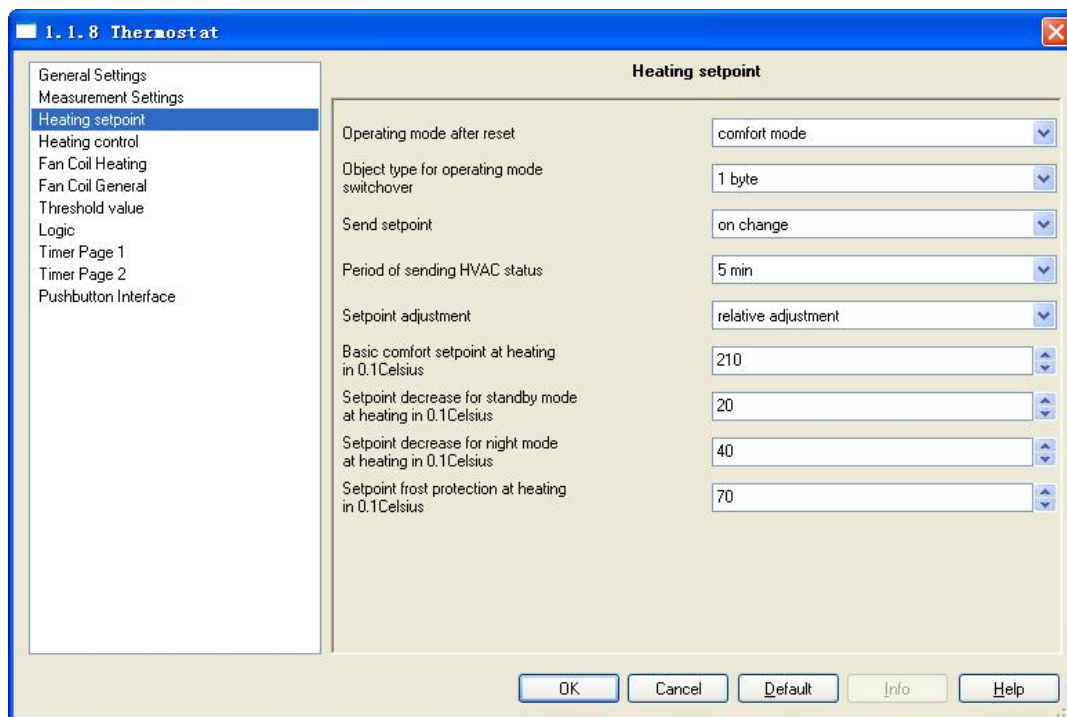 1.1.8 Thermostat
General Settings
Measurement Settings
Heating setpoint
Heating control
Fan Coil Heating
Fan Coil General
Threshold value
Logic
Timer Page 1
Timer Page 2
Pushbutton Interface
Heating setpoint
Operating mode after reset
comfort mode
Object type for operating mode
switchover
1 byte
Send setpoint
on change
Period of sending HVAC status
5 min
Setpoint adjustment
relative adjustment
Basic comfort setpoint at heating
in 0.1Celsius
210
Setpoint decrease for standby mode
at heating in 0.1Celsius
20
Setpoint decrease for night mode
at heating in 0.1Celsius
40
Setpoint frost protection at heating
in 0.1Celsius
70
OK
Cancel
Default
Info
Help